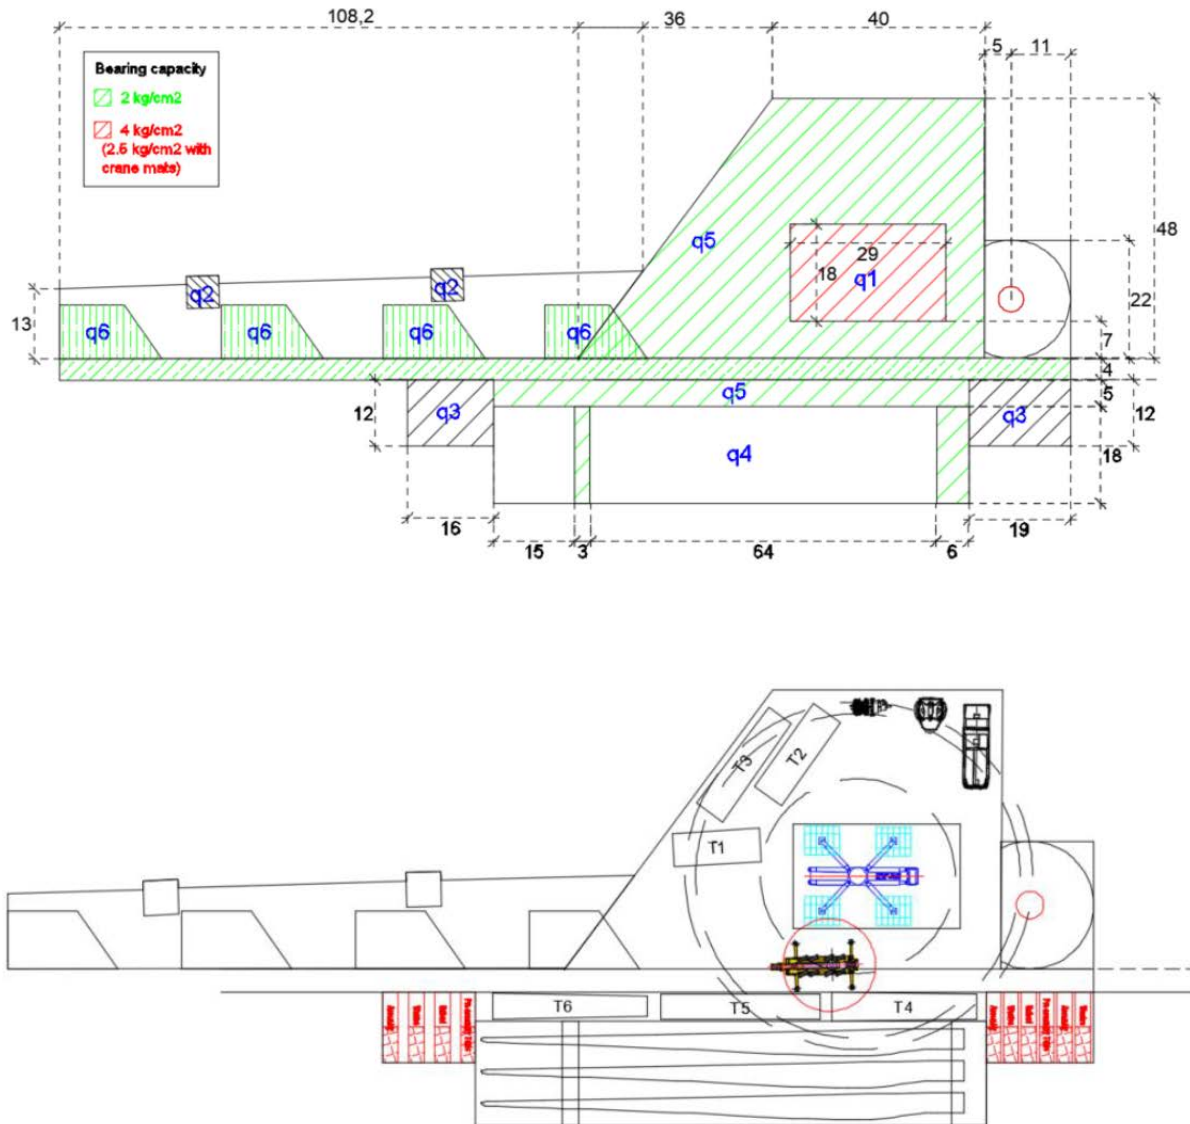 108,2
36
40
5
11
Bearing capacity
2 kg/cm2
4 kg/cm2
(2.5 kg/cm2 with
crane mats)
q5
48
29
18
q1
q2
q2
22
13
q6
q6
q6
q6
7
4
5
q5
12
q3
q3
12
q4
18
16
15
3
64
6
19
T3
T2
T1
T6
T5
T4